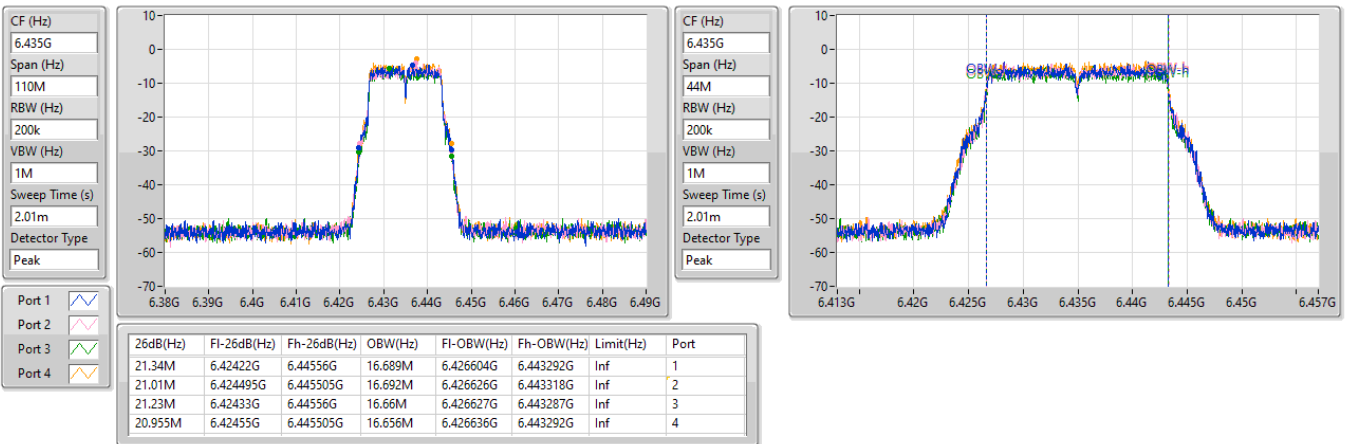 CF (Hz)
6.435G
Span (Hz)
110M
RBW (Hz)
200k
VBW (Hz)
1M
Sweep Time (s)
2.01m
Detector Type
Peak
10
0
-10
-20
-30
-40
-50
-60
-70
6.38G 6.39G 6.4G 6.41G 6.42G 6.43G 6.44G 6.45G 6.46G 6.47G 6.48G 6.49G
CF (Hz)
6.435G
Span (Hz)
44M
RBW (Hz)
200k
VBW (Hz)
1M
Sweep Time (s)
2.01m
Detector Type
Peak
10
0
-10
-20
-30
-40
-50
-60
-70
6.413G 6.42G 6.425G 6.43G 6.435G 6.44G 6.445G 6.45G 6.457G
Port 1
Port 2
Port 3
Port 4
26dB(Hz) Fl-26dB(Hz) Fh-26dB(Hz) OBW(Hz) Fl-OBW(Hz) Fh-OBW(Hz) Limit(Hz) Port
21.34M 6.42422G 6.44556G 16.689M 6.426604G 6.443292G Inf 1
21.01M 6.424495G 6.445505G 16.692M 6.426626G 6.443318G Inf 2
21.23M 6.42433G 6.44556G 16.66M 6.426627G 6.443287G Inf 3
20.955M 6.42455G 6.445505G 16.656M 6.426636G 6.443292G Inf 4